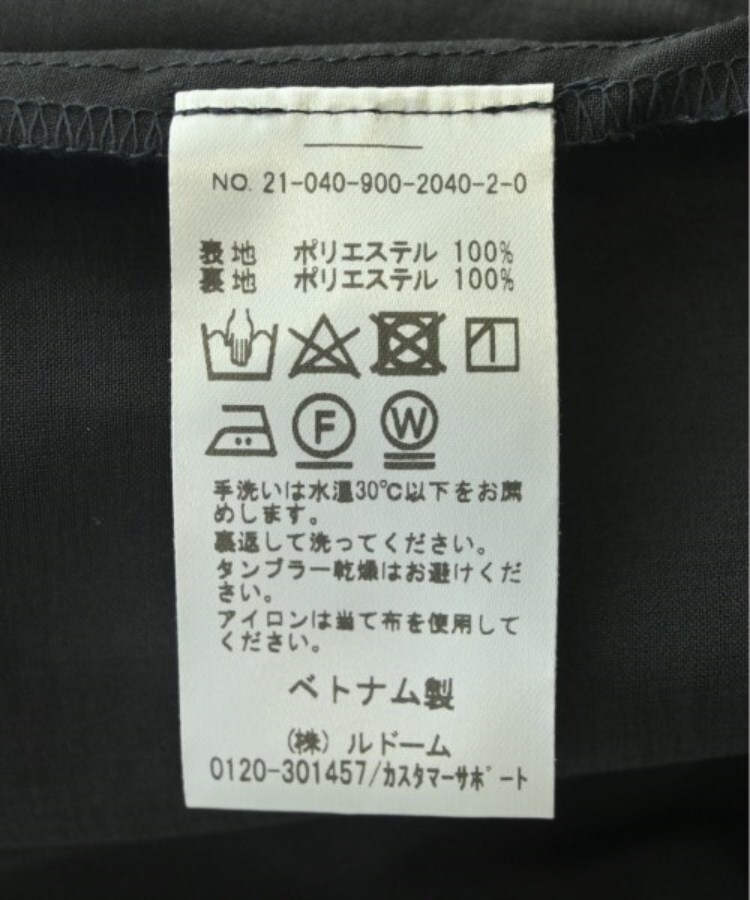 NO. 21-040-900-2040-2-0
表地 ポリエステル 100%
裏地 ポリエステル 100%
F W
手洗いは水温30℃以下をお薦
めします。
裏返して洗ってください。
タンブラー乾燥はお避けくだ
さい。
アイロンは当て布を使用して
ください。
ベトナム製
(株) ルドーム
0120-301457/カスタマーサポート